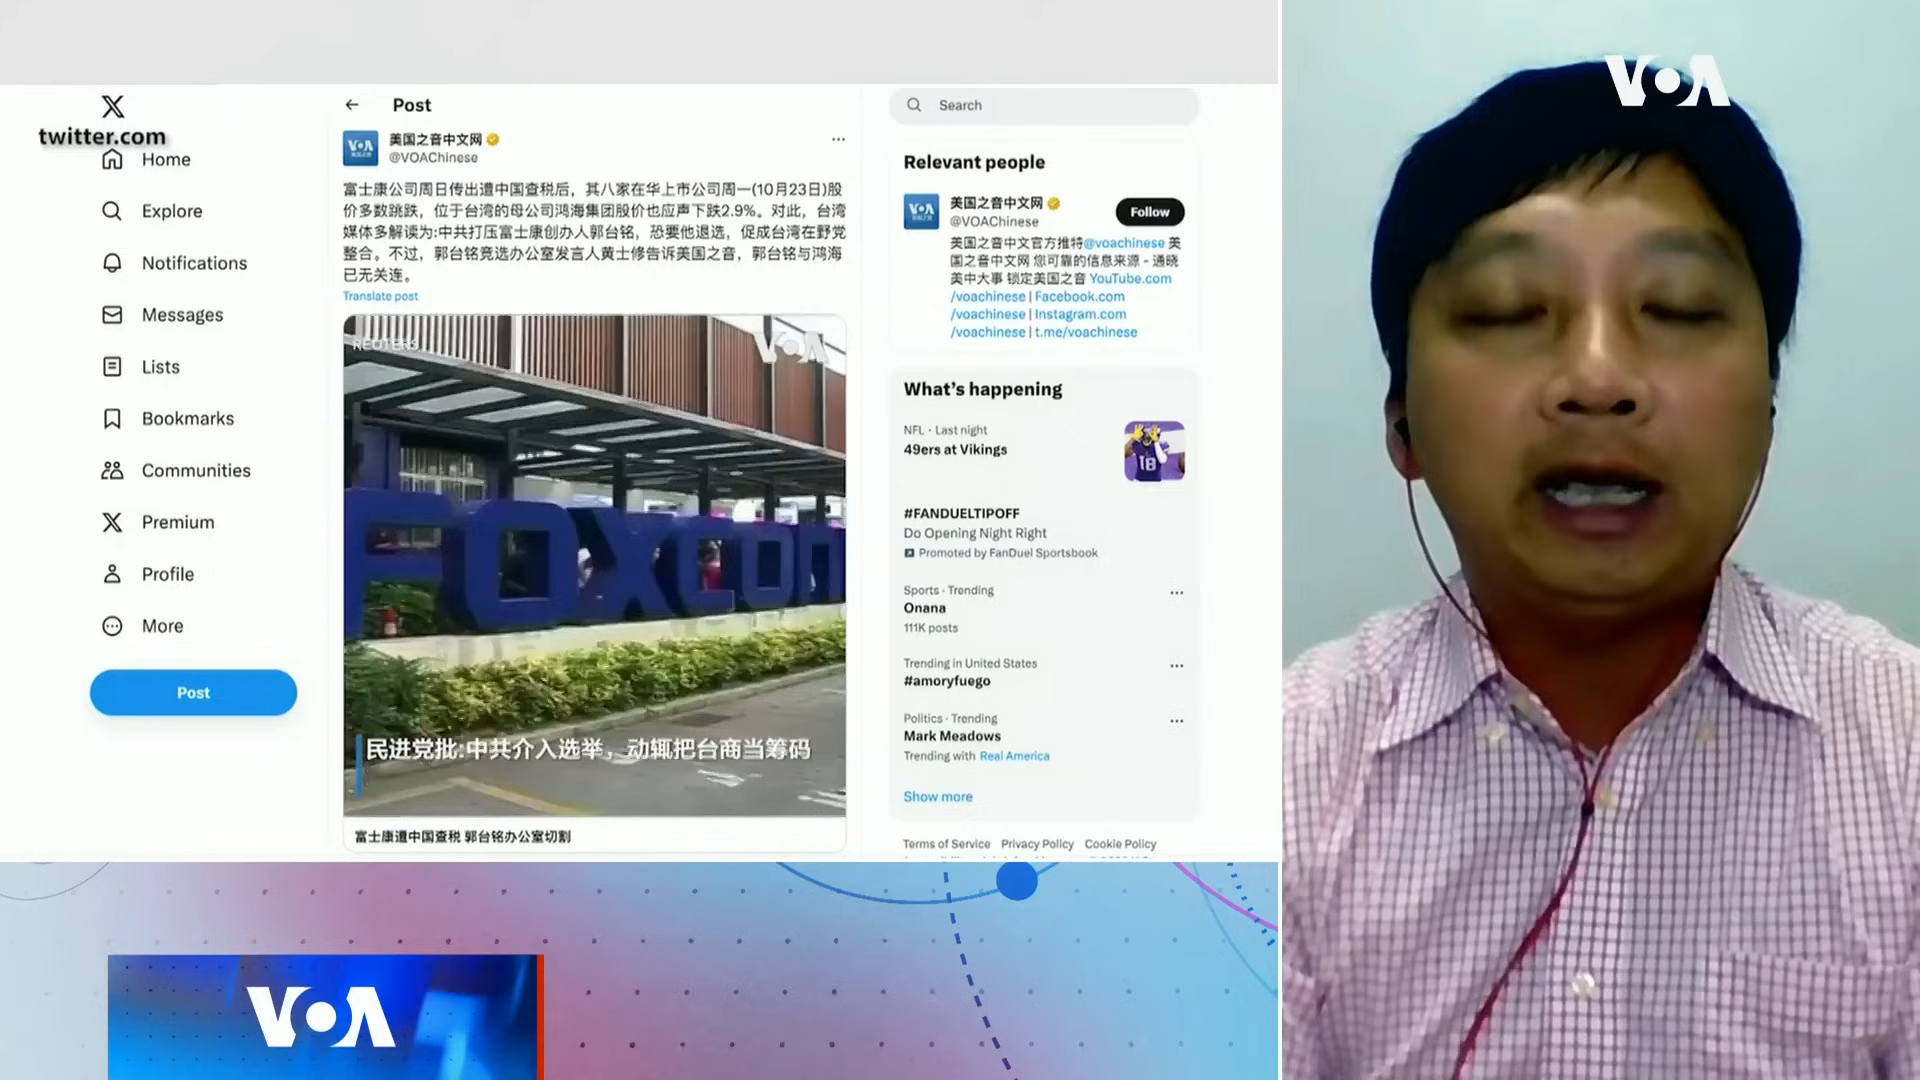 twitter.com
Home
Explore
Notifications
Messages
Lists
Bookmarks
Communities
Premium
Profile
More
Post
Post
美国之音中文网
@VOAChinese
富士康公司周日传出遭中国查税后，其八家在华上市公司周一(10月23日)股
价多数跳跌，位于台湾的母公司鸿海集团股价也应声下跌2.9%。对此，台湾
媒体多解读为:中共打压富士康创办人郭台铭，恐要他退选，促成台湾在野党
整合。不过，郭台铭竞选办公室发言人黄士修告诉美国之音，郭台铭与鸿海
已无关连。
Translate post
REUTERS
VOA
FOXCON
民进党批:中共介入选举，动辄把台商当筹码
富士康遭中国查税 郭台铭办公室切割
Search
Relevant people
美国之音中文网
@VOAChinese
Follow
美国之音中文官方推特@voachinese 美
国之音中文网 您可靠的信息来源 - 通晓
美中大事 锁定美国之音 YouTube.com
/voachinese | Facebook.com
/voachinese | Instagram.com
/voachinese | t.me/voachinese
What's happening
NFL · Last night
49ers at Vikings
18
#FANDUELTIPOFF
Do Opening Night Right
Promoted by FanDuel Sportsbook
Sports · Trending
Onana
111K posts
Trending in United States
#amoryfuego
Politics · Trending
Mark Meadows
Trending with Real America
Show more
Terms of Service Privacy Policy Cookie Policy
VOA
VOA